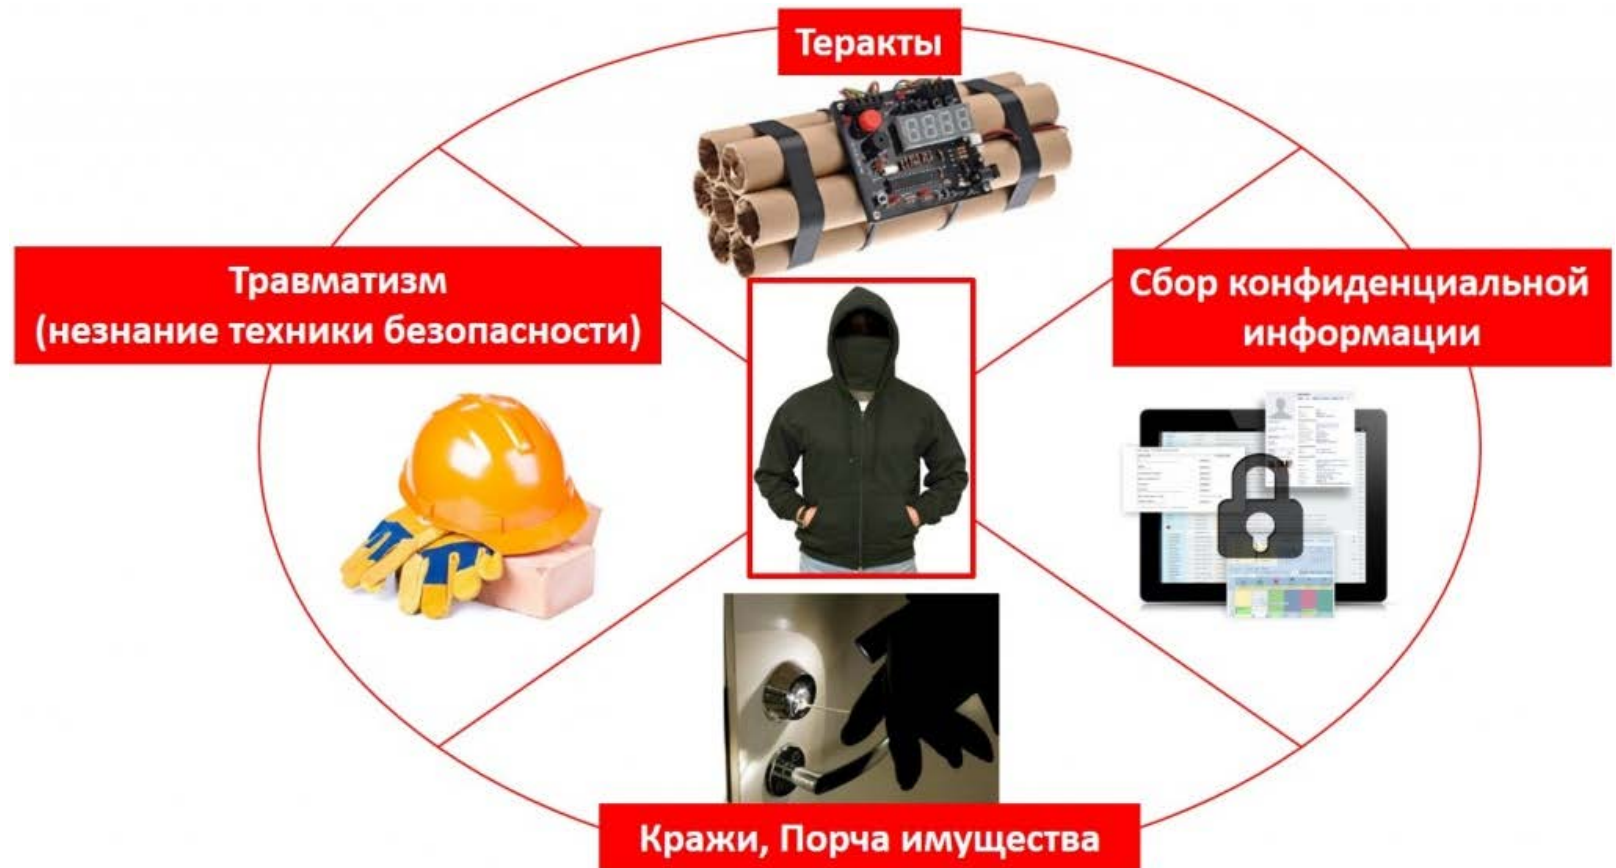 Теракты
Травматизм
(незнание техники безопасности)
Сбор конфиденциальной
информации
Кражи, Порча имущества